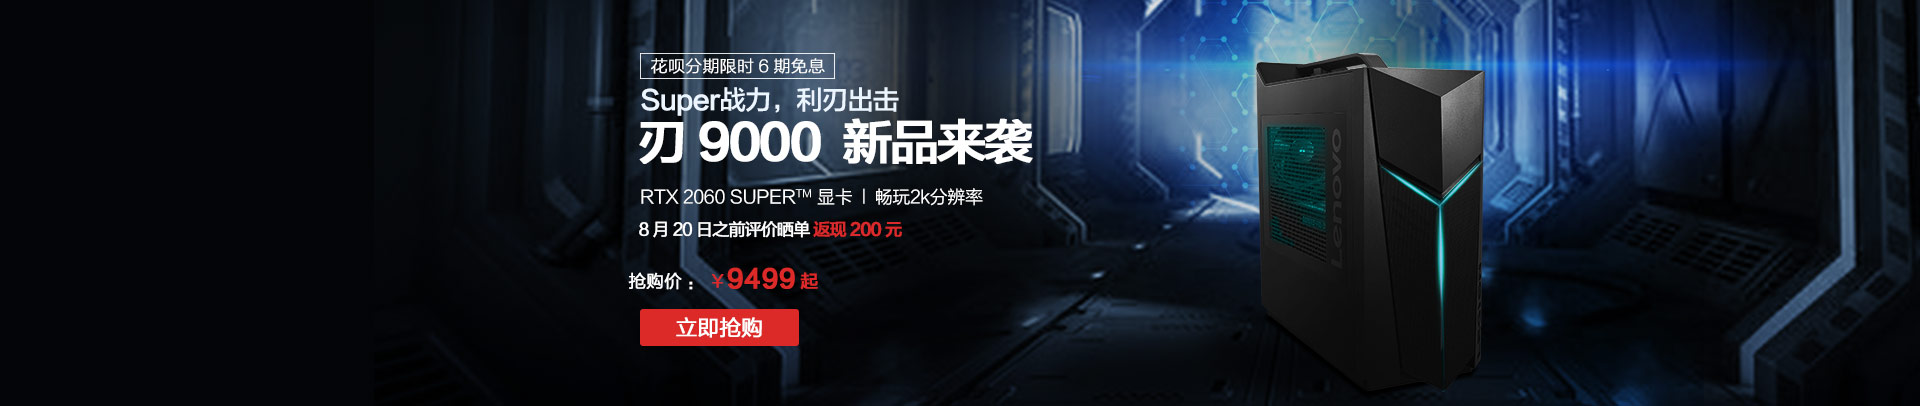 花呗分期限时 6 期免息
Super战力，利刃出击
刃 9000 新品来袭
RTX 2060 SUPER™ 显卡 | 畅玩2k分辨率
8 月 20 日之前评价晒单 返现 200 元
抢购价： ￥9499 起
立即抢购
Lenovo